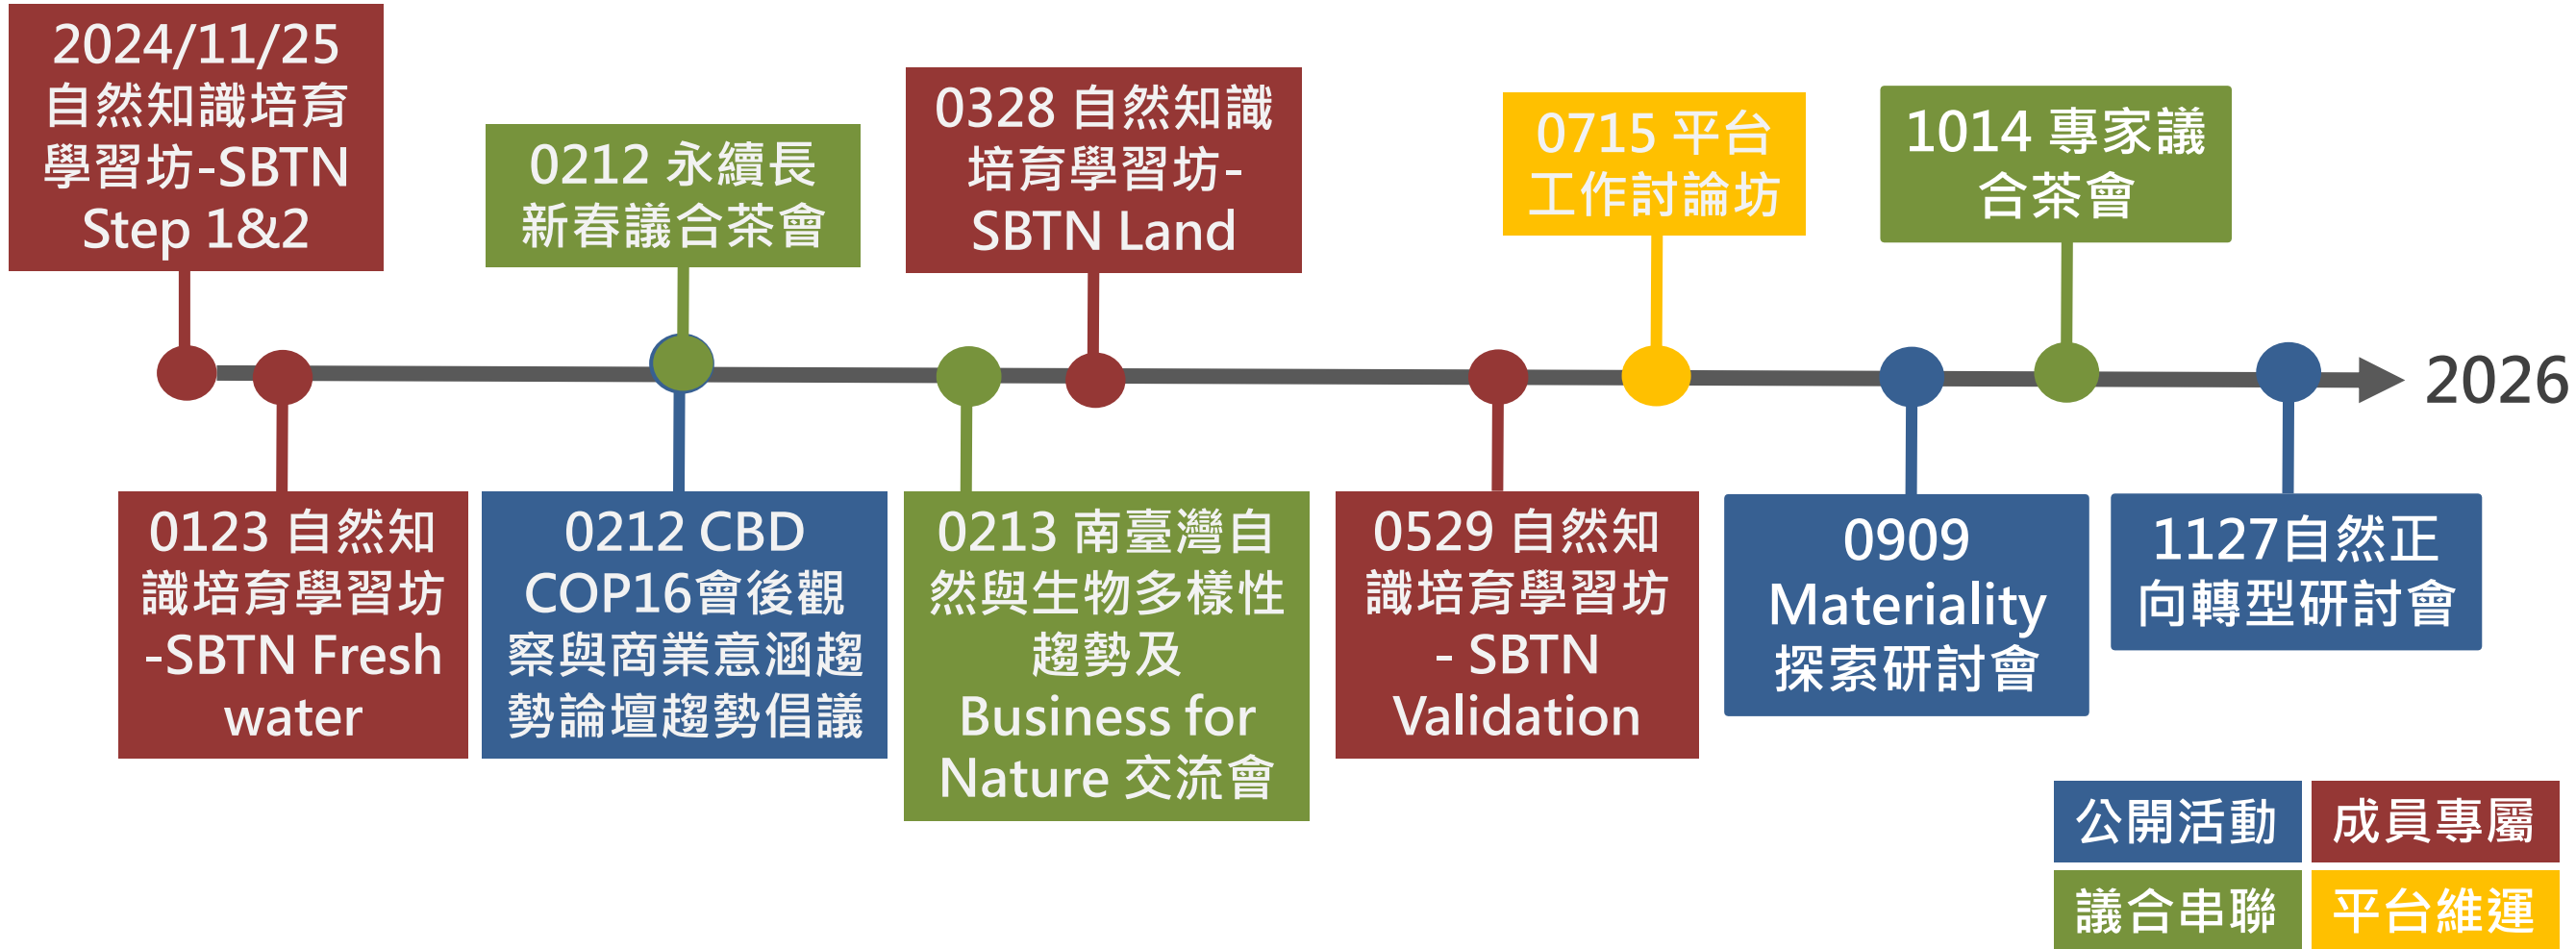 2024/11/25
自然知識培育
學習坊-SBTN
Step 1&2
0212 永續長
新春議合茶會
0328 自然知識
培育學習坊-
SBTN Land
0715 平台
工作討論坊
1014 專家議
合茶會
2026
0123 自然知
識培育學習坊
-SBTN Fresh
water
0212 CBD
COP16會後觀
察與商業意涵趨
勢論壇趨勢倡議
0213 南臺灣自
然與生物多樣性
趨勢及
Business for
Nature 交流會
0529 自然知
識培育學習坊
- SBTN
Validation
0909
Materiality
探索研討會
1127自然正
向轉型研討會
公開活動
成員專屬
議合串聯
平台維運